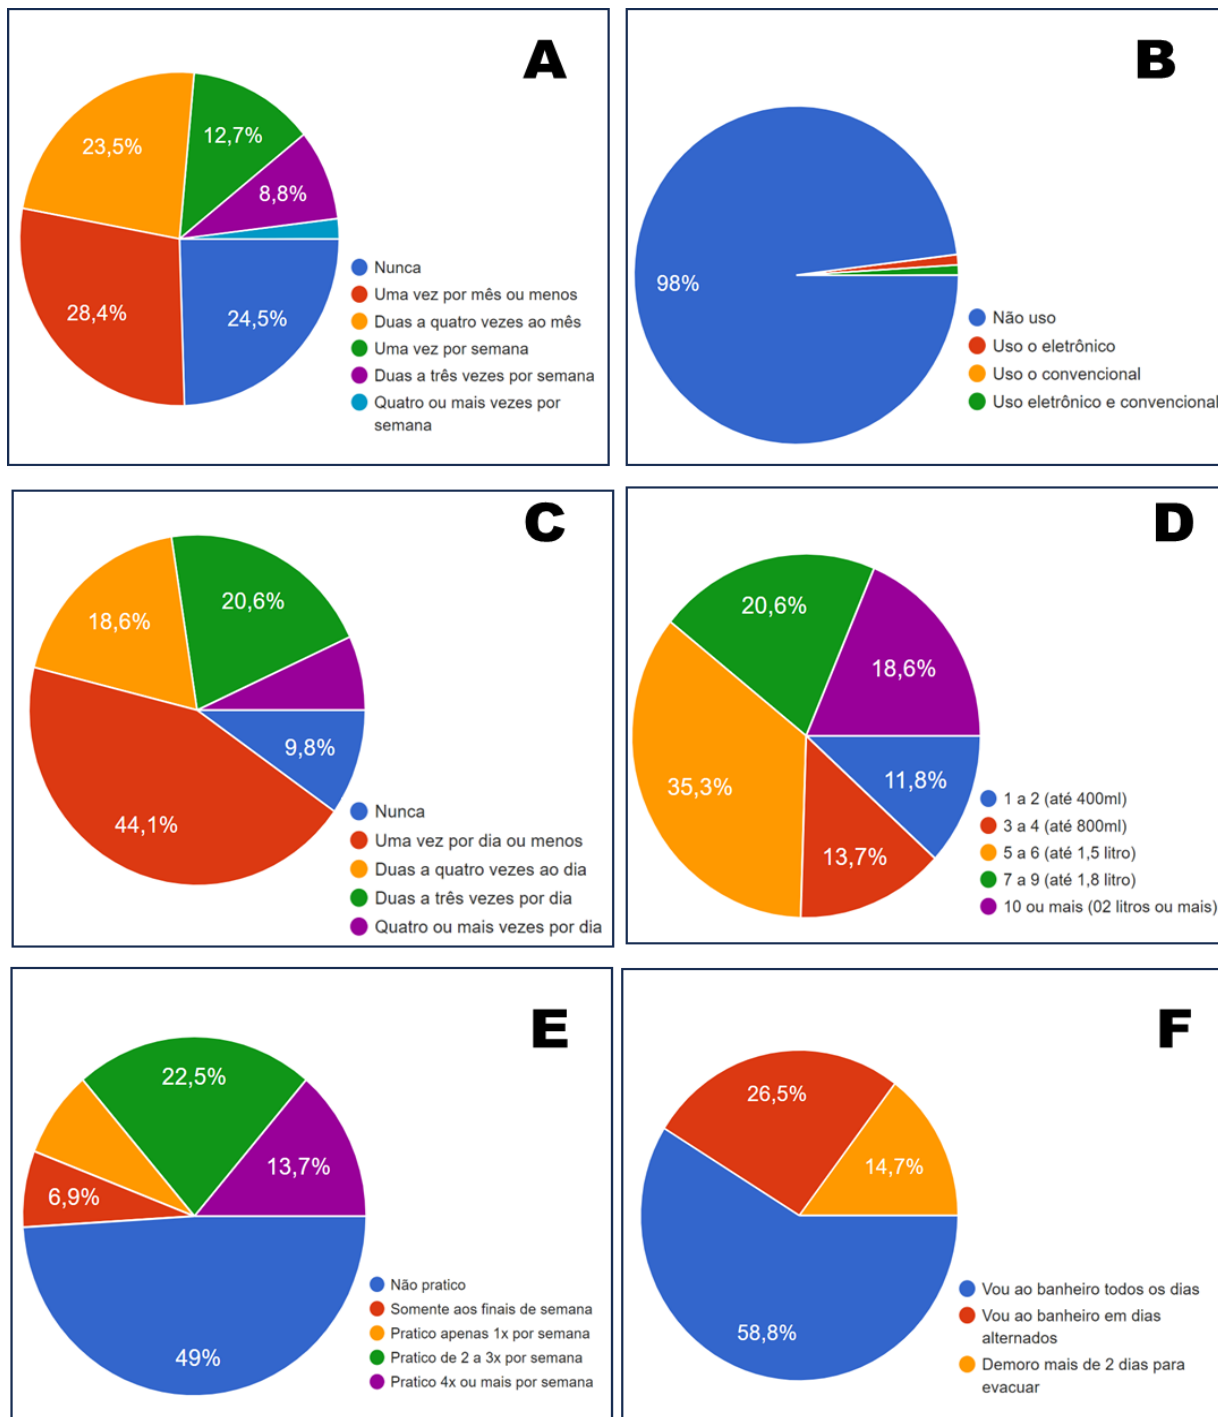 A
23,5%
12,7%
8,8%
28,4%
24,5%
Nunca
Uma vez por mês ou menos
Duas a quatro vezes ao mês
Uma vez por semana
Duas a três vezes por semana
Quatro ou mais vezes por
semana
B
98%
Não uso
Uso o eletrônico
Uso o convencional
Uso eletrônico e convencional
C
18,6%
20,6%
9,8%
44,1%
Nunca
Uma vez por dia ou menos
Duas a quatro vezes ao dia
Duas a três vezes por dia
Quatro ou mais vezes por dia
D
20,6%
18,6%
35,3%
11,8%
13,7%
1 a 2 (até 400ml)
3 a 4 (até 800ml)
5 a 6 (até 1,5 litro)
7 a 9 (até 1,8 litro)
10 ou mais (02 litros ou mais)
E
22,5%
13,7%
6,9%
49%
Não pratico
Somente aos finais de semana
Pratico apenas 1x por semana
Pratico de 2 a 3x por semana
Pratico 4x ou mais por semana
F
26,5%
14,7%
58,8%
Vou ao banheiro todos os dias
Vou ao banheiro em dias
alternados
Demoro mais de 2 dias para
evacuar